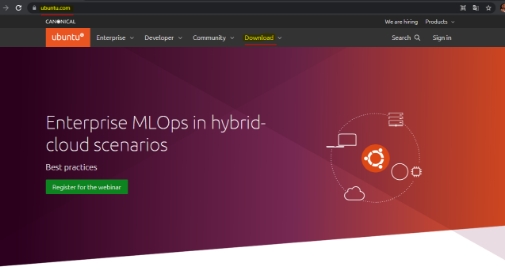 ubuntu.com
CANONICAL We are hiring Products
ubuntu Enterprise Developer Community Download Search Sign in
Enterprise MLOps in hybrid-
cloud scenarios
Best practices
Register for the webinar